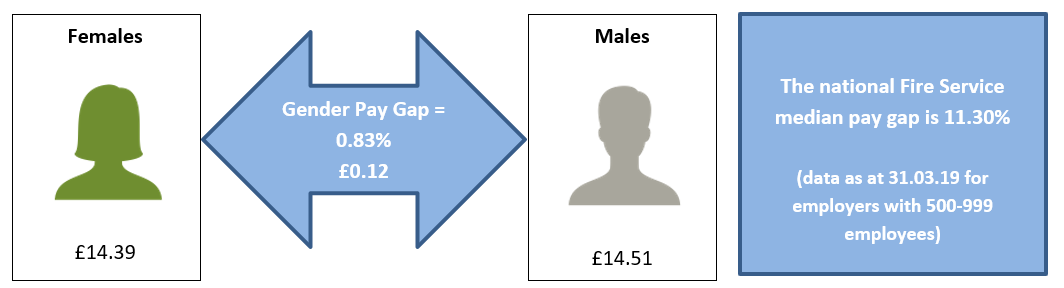 Females
£14.39
Gender Pay Gap =
0.83%
£0.12
Males
£14.51
The national Fire Service
median pay gap is 11.30%
(data as at 31.03.19 for
employers with 500-999
employees)